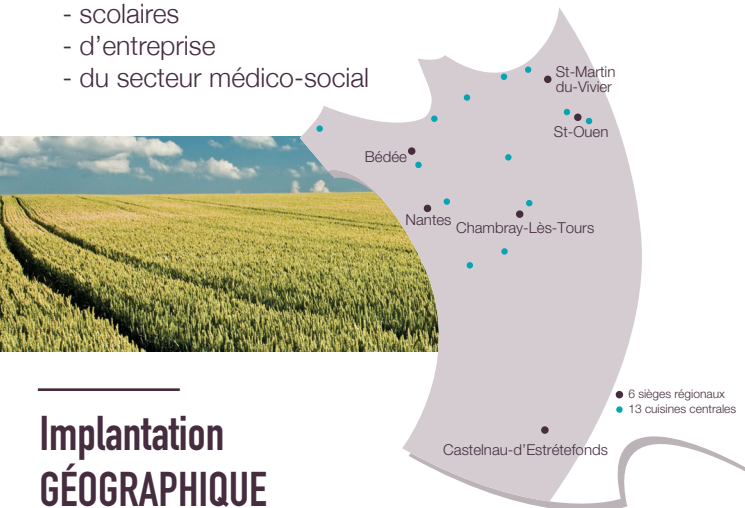 - scolaires
- d'entreprise
- du secteur médico-social
St-Martin
du-Vivier
St-Ouen
Bédée
Nantes
Chambray-Lès-Tours
6 sièges régionaux
13 cuisines centrales
Castelnau-d'Estrétefonds
Implantation
GÉOGRAPHIQUE